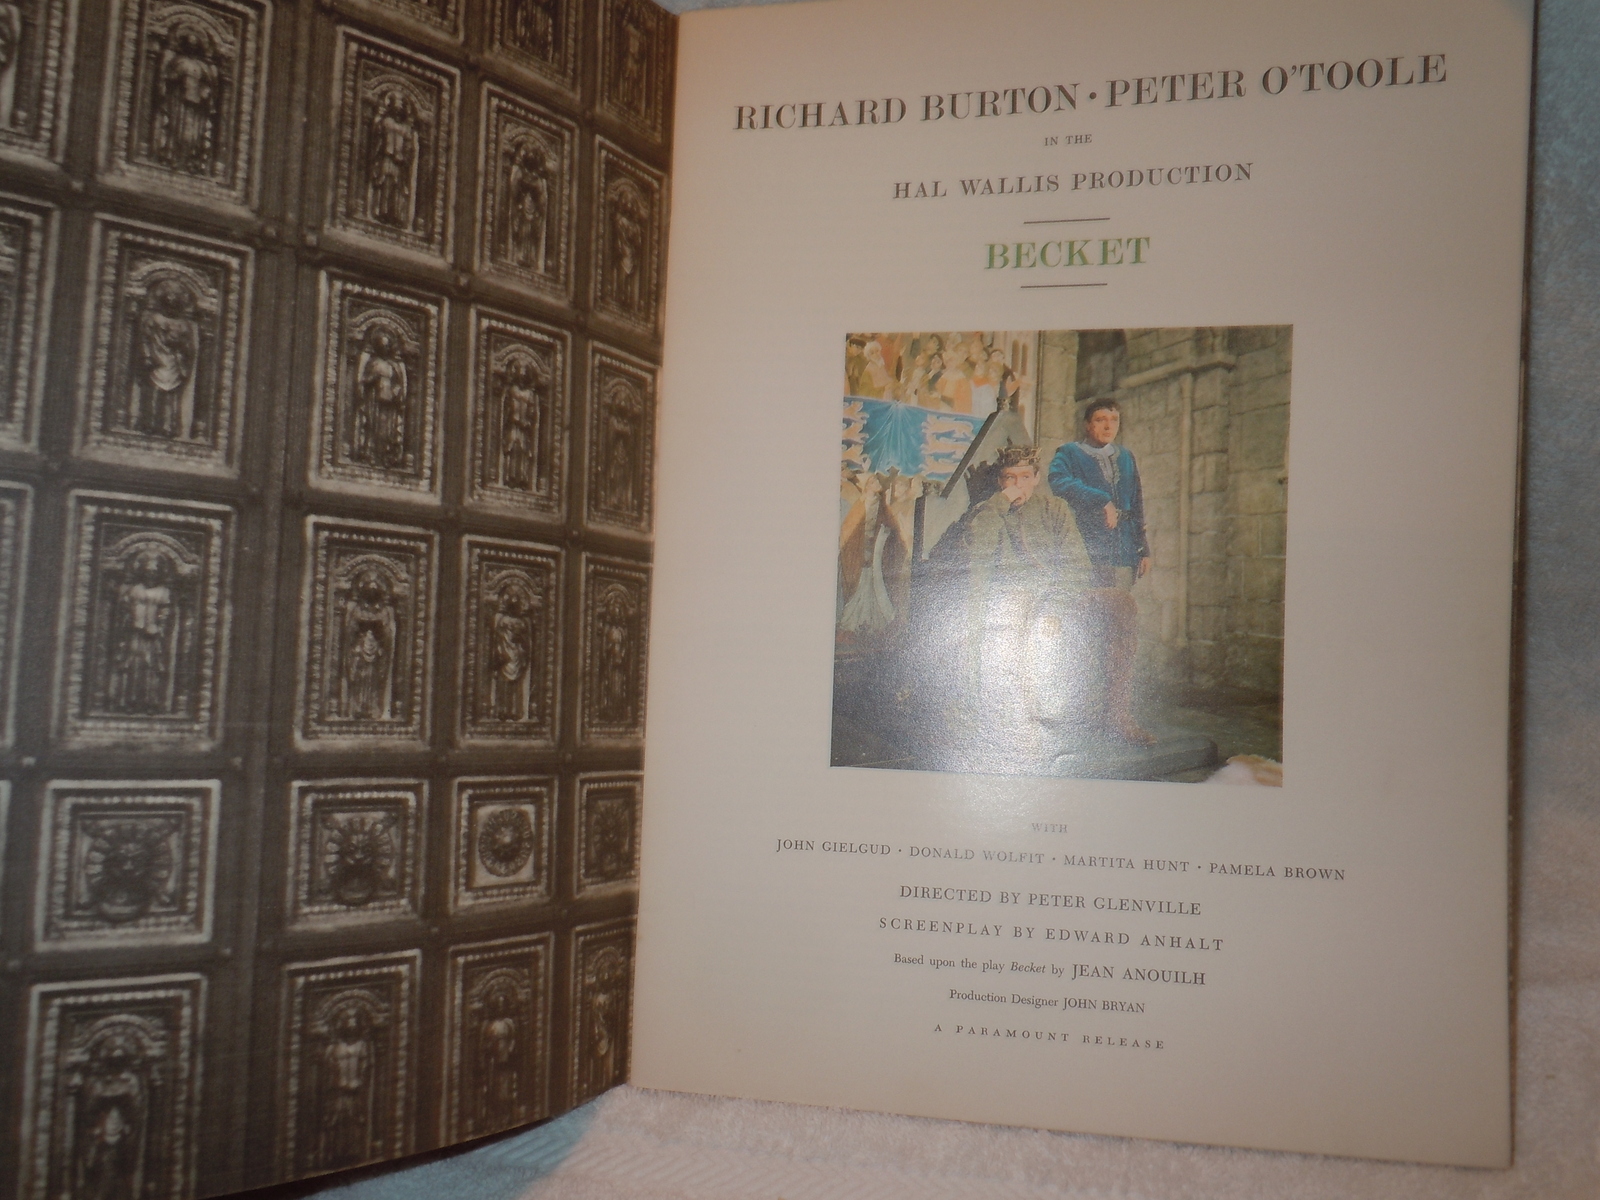 RICHARD BURTON • PETER O'TOOLE
IN THE
HAL WALLIS PRODUCTION
BECKET
WITH
JOHN GIELGUD • DONALD WOLFIT • MARTITA HUNT • PAMELA BROWN
DIRECTED BY PETER GLENVILLE
SCREENPLAY BY EDWARD ANHALT
Based upon the play Becket by JEAN ANOUILH
Production Designer JOHN BRYAN
A PARAMOUNT RELEASE